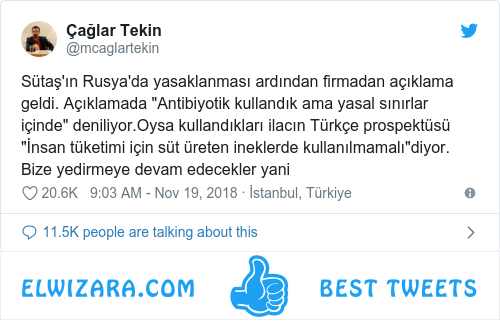 Çağlar Tekin
@mcaglartekin
Sütaş'ın Rusya'da yasaklanması ardından firmadan açıklama
geldi. Açıklamada "Antibiyotik kullandık ama yasal sınırlar
içinde" deniliyor.Oysa kullandıkları ilacın Türkçe prospektüsü
"İnsan tüketimi için süt üreten ineklerde kullanılmamalı"diyor.
Bize yedirmeye devam edecekler yani
20.6K 9:03 AM - Nov 19, 2018 · İstanbul, Türkiye
11.5K people are talking about this
ELWIZARA.COM BEST TWEETS